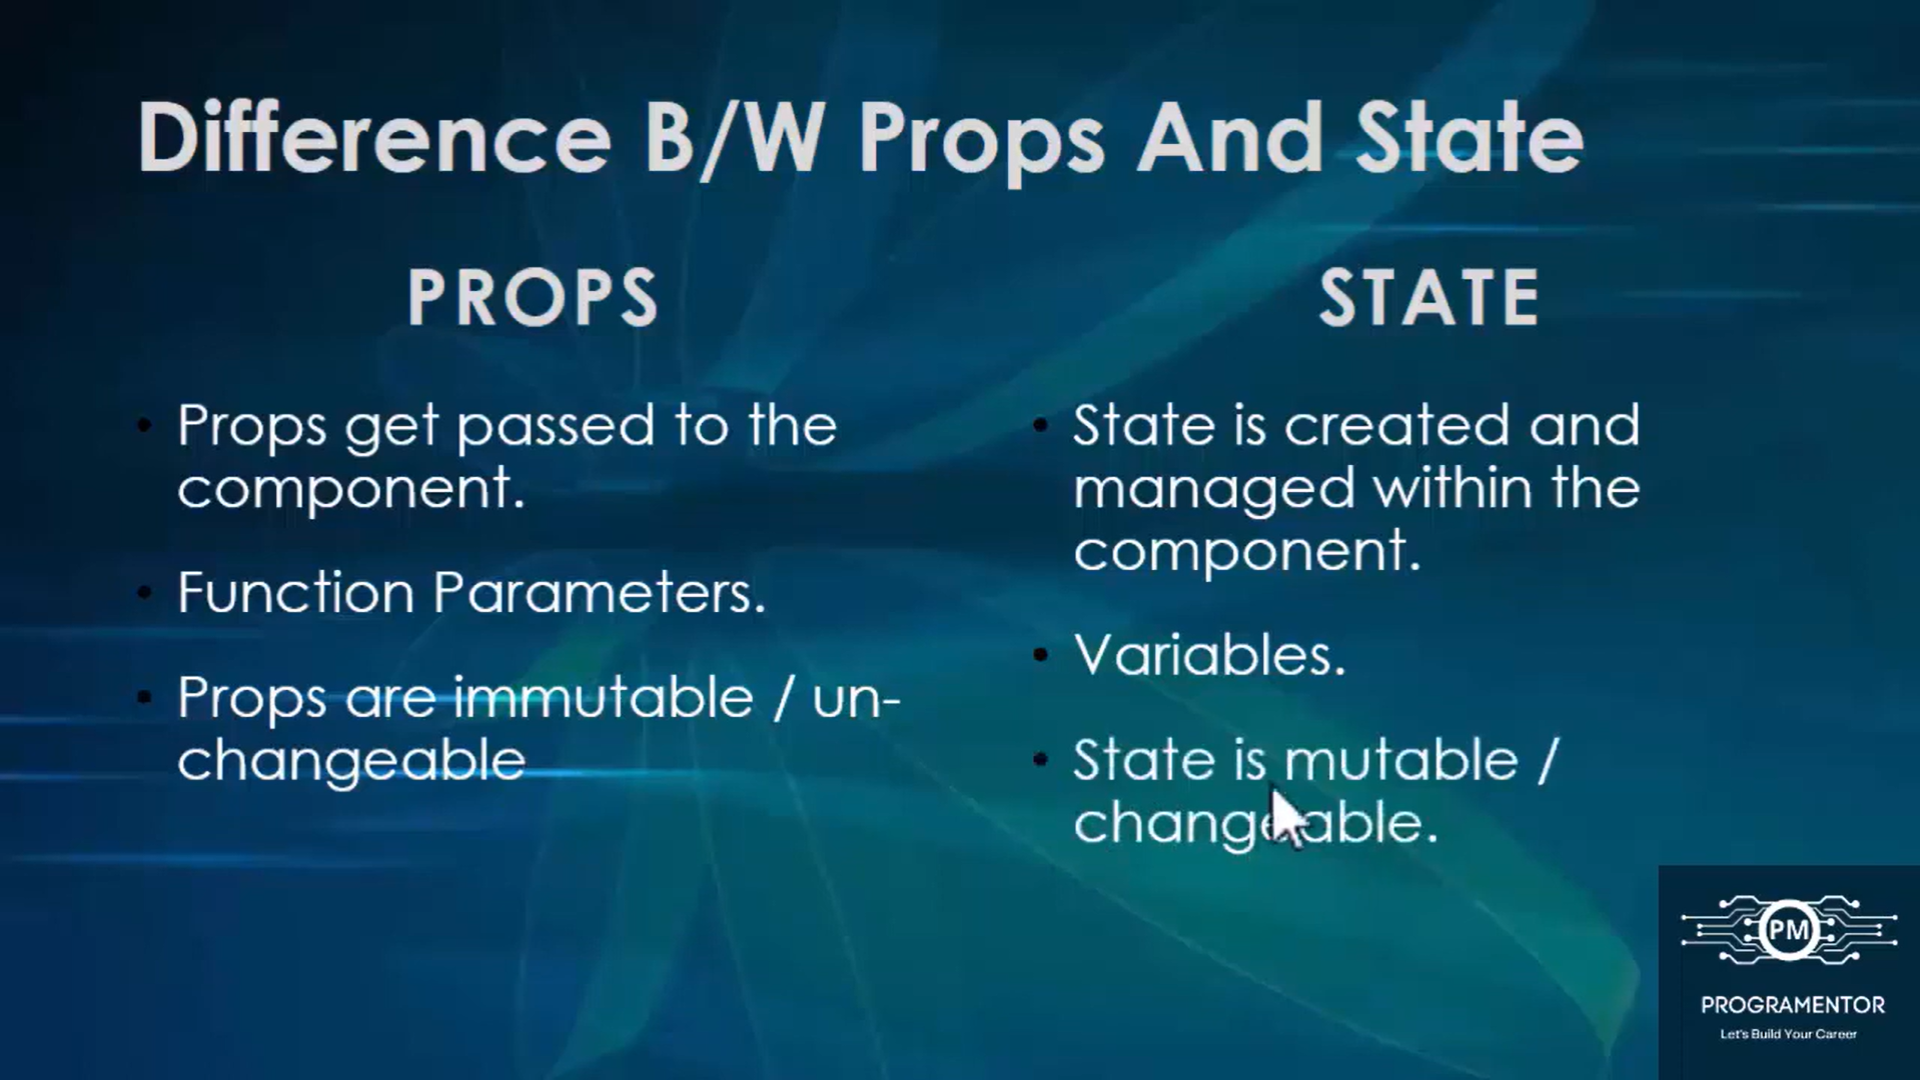 Difference B/W Props And State
PROPS
• Props get passed to the
component.
• Function Parameters.
• Props are immutable / un-
changeable
STATE
• State is created and
managed within the
component.
• Variables.
• State is mutable /
changeable.
PM
PROGRAMENTOR
Let's Build Your Career